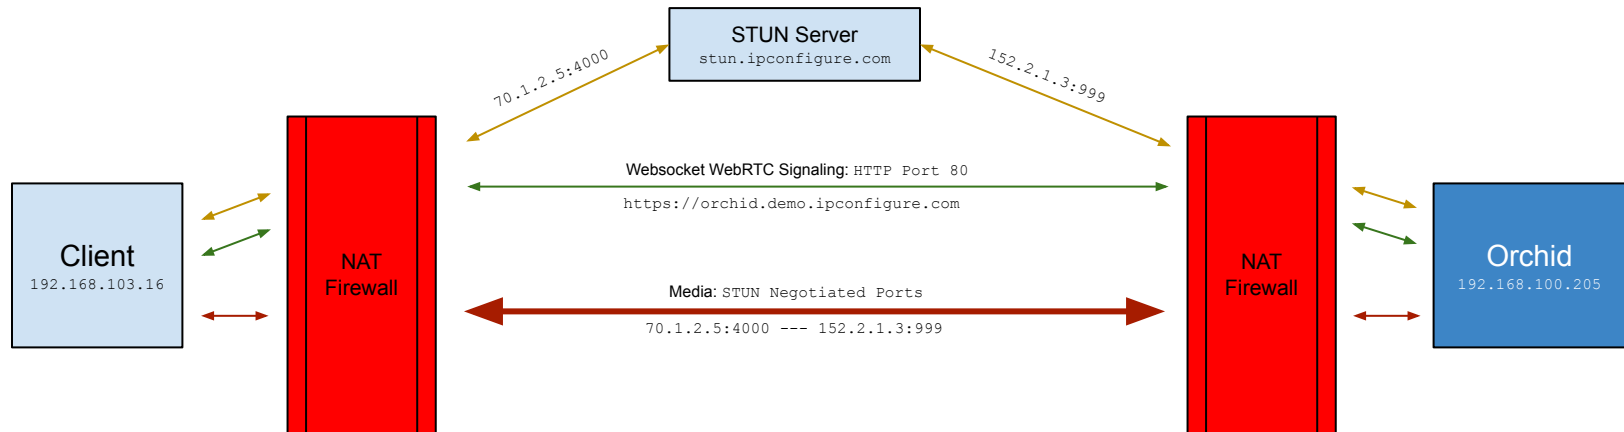 STUN Server
stun.ipconfigure.com
70.1.2.5:4000
152.2.1.3:999
Websocket WebRTC Signaling: HTTP Port 80
https://orchid.demo.ipconfigure.com
Client
192.168.103.16
NAT
Firewall
NAT
Firewall
Orchid
192.168.100.205
Media: STUN Negotiated Ports
70.1.2.5:4000 --- 152.2.1.3:999